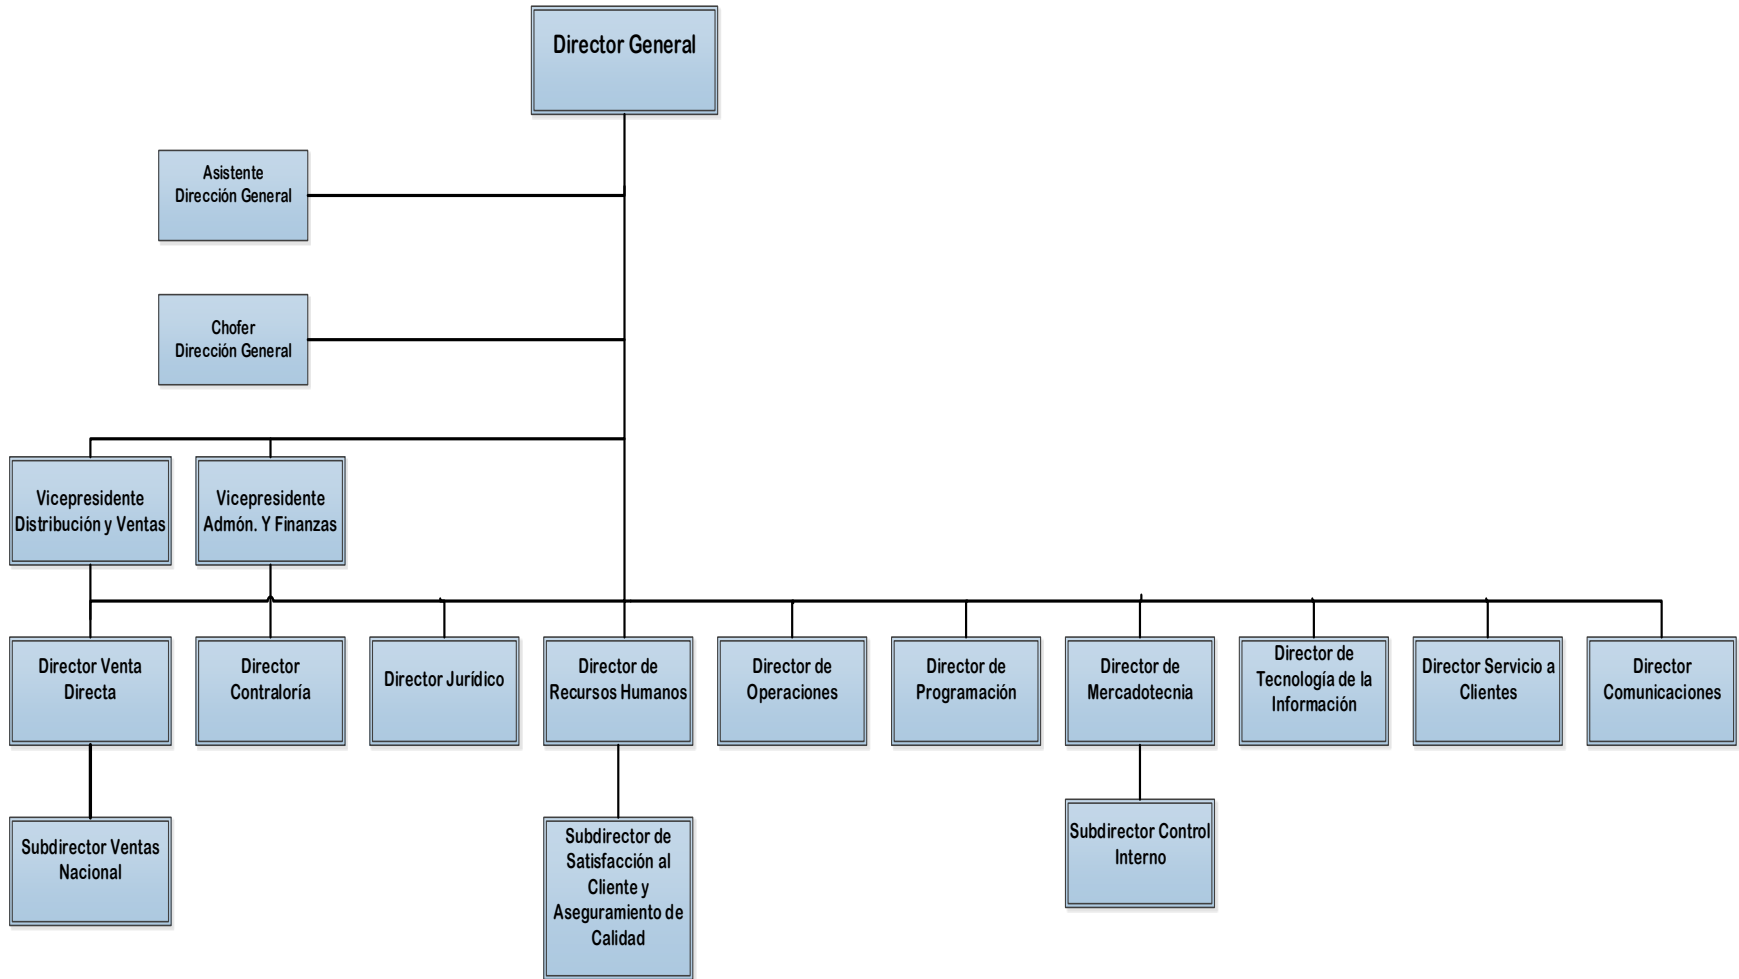 Director General
Asistente
Dirección General
Chofer
Dirección General
Vicepresidente
Distribución y Ventas
Vicepresidente
Admón. Y Finanzas
Director Venta
Directa
Director
Contraloría
Director Jurídico
Director de
Recursos Humanos
Director de
Operaciones
Director de
Programación
Director de
Mercadotecnia
Director de
Tecnología de la
Información
Director Servicio a
Clientes
Director
Comunicaciones
Subdirector Ventas
Nacional
Subdirector de
Satisfacción al
Cliente y
Aseguramiento de
Calidad
Subdirector Control
Interno